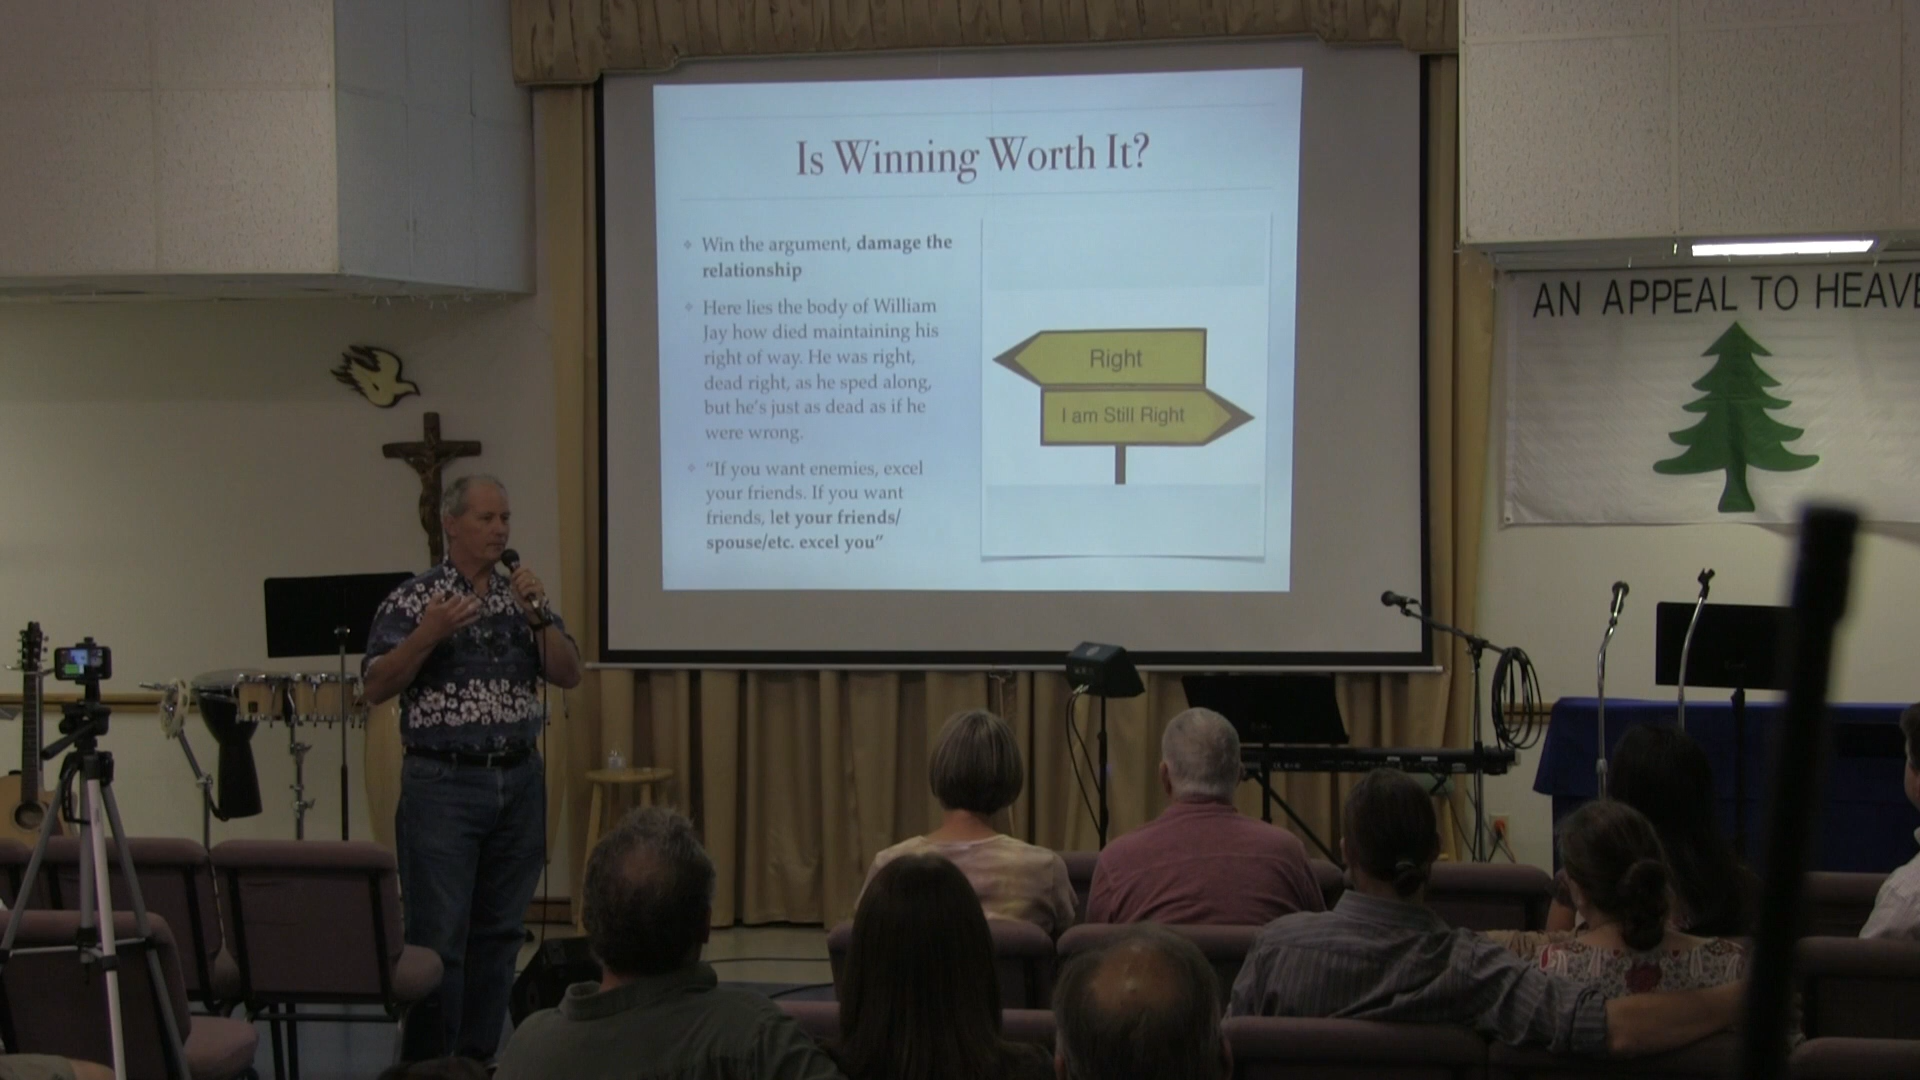 Is Winning Worth It?
Win the argument, damage the
relationship
Here lies the body of William
Jay how died maintaining his
right of way. He was right,
dead right, as he sped along,
but he's just as dead as if he
were wrong.
"If you want enemies, excel
your friends. If you want
friends, let your friends/
spouse/etc. excel you"
Right
I am Still Right
AN APPEAL TO HEAVE